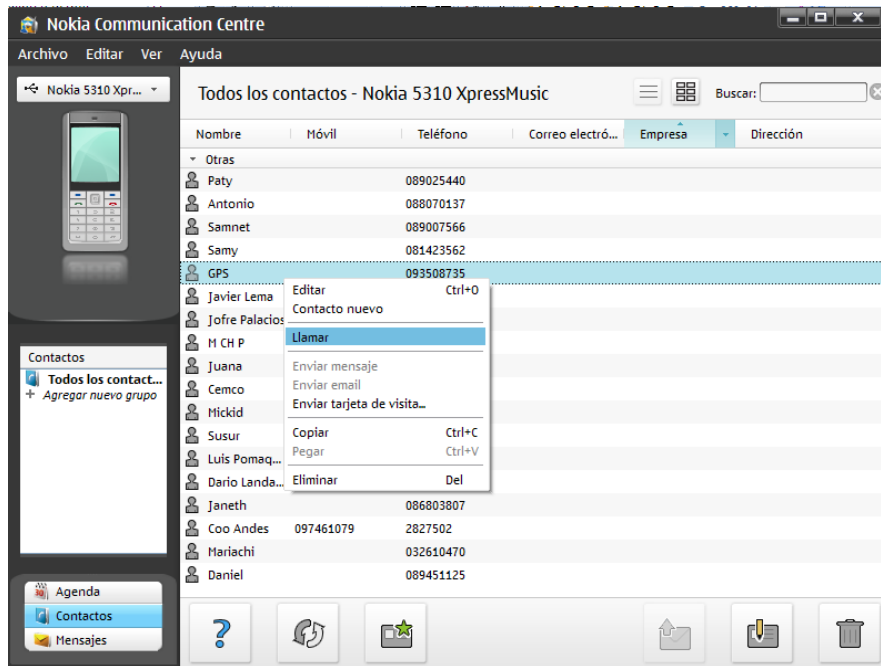 Nokia Communication Centre
Archivo Editar Ver Ayuda
Nokia 5310 Xpr...
Todos los contactos - Nokia 5310 XpressMusic
Buscar:
Nombre Móvil Teléfono Correo electró... Empresa Dirección
Otras
Paty 089025440
Antonio 088070137
Samnet 089007566
Samy 081423562
GPS 093508735
Javier Lema
Jofre Palacios
M CH P
Juana
Cemco
Mickid
Susur
Luis Pomaq...
Dario Landa...
Janeth 086803807
Coo Andes 097461079 2827502
Mariachi 032610470
Daniel 089451125
Editar Ctrl+O
Contacto nuevo
Llamar
Enviar mensaje
Enviar email
Enviar tarjeta de visita...
Copiar Ctrl+C
Pegar Ctrl+V
Eliminar Del
Contactos
Todos los contact...
+ Agregar nuevo grupo
Agenda
Contactos
Mensajes